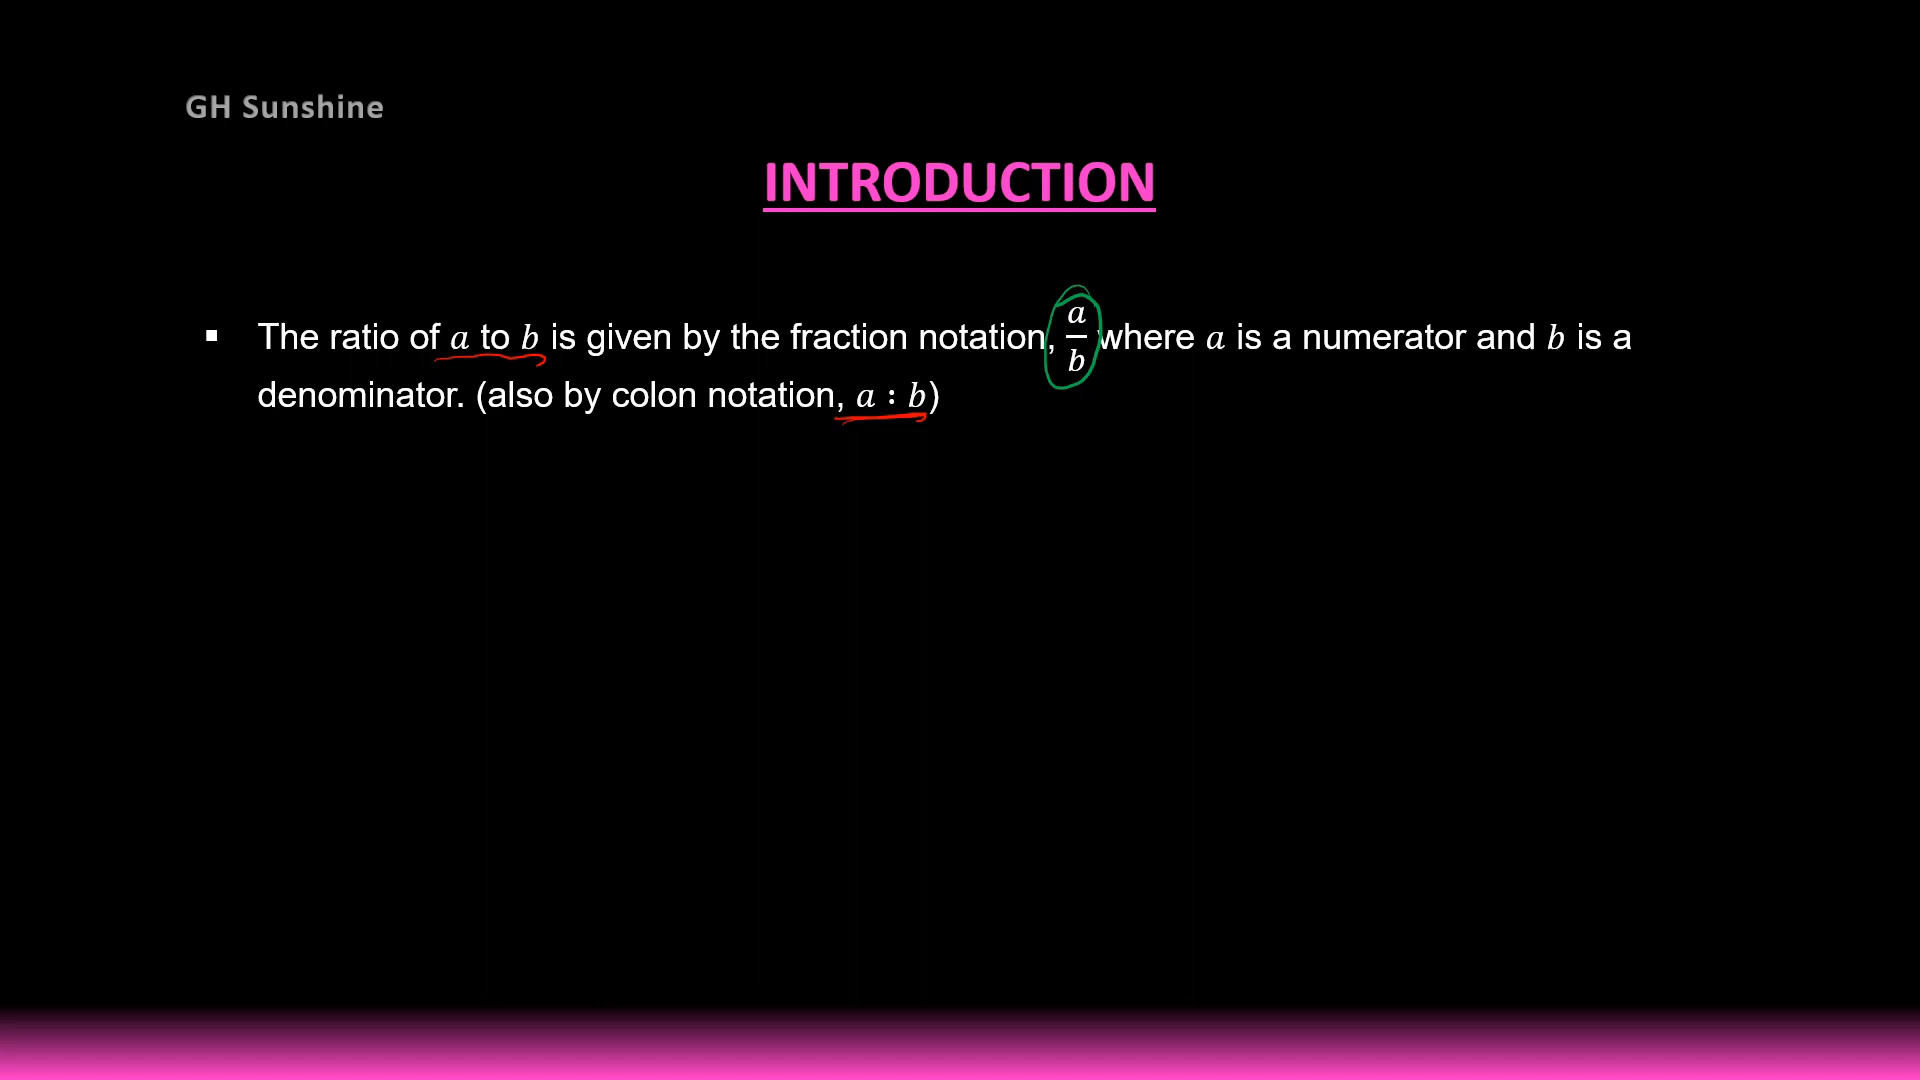 GH Sunshine
INTRODUCTION
▪ The ratio of a to b is given by the fraction notation, a/b where a is a numerator and b is a
denominator. (also by colon notation, a : b)